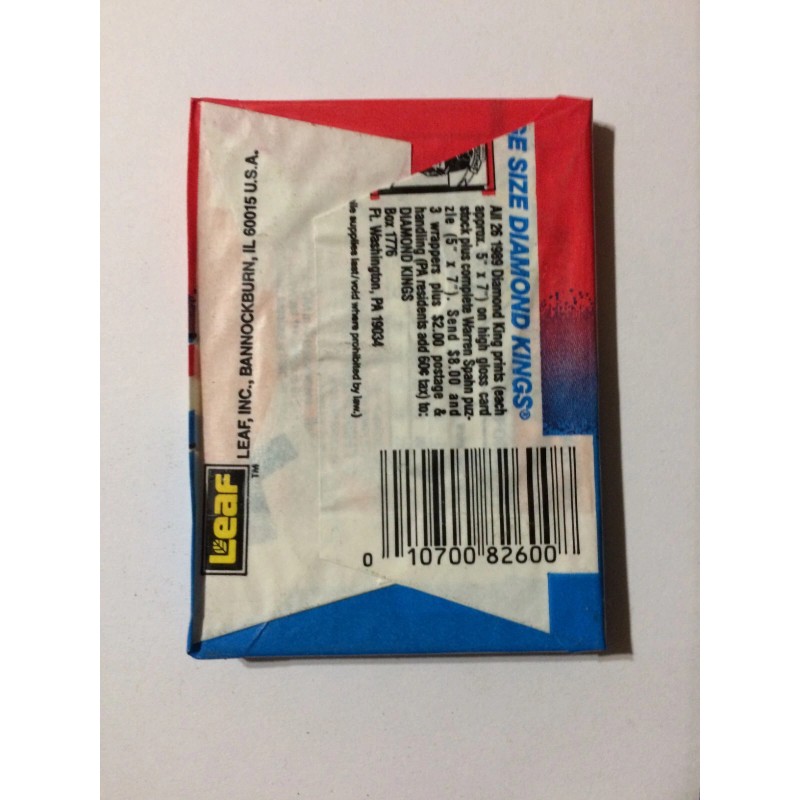 GE SIZE DIAMOND KINGS®
All 26 1989 Diamond King prints (each
approx. 5" x 7") on high gloss card
stock plus complete Warren Spahn puz-
zle (5" x 7"). Send $8.00 and
3 wrappers plus $2.00 postage &
handling (PA residents add 60¢ tax) to:
DIAMOND KINGS
Box 1776
Ft. Washington, PA 19034
ile supplies last/void where prohibited by law.)
Leaf
TM
LEAF, INC., BANNOCKBURN, IL 60015 U.S.A.
0 10700 82600